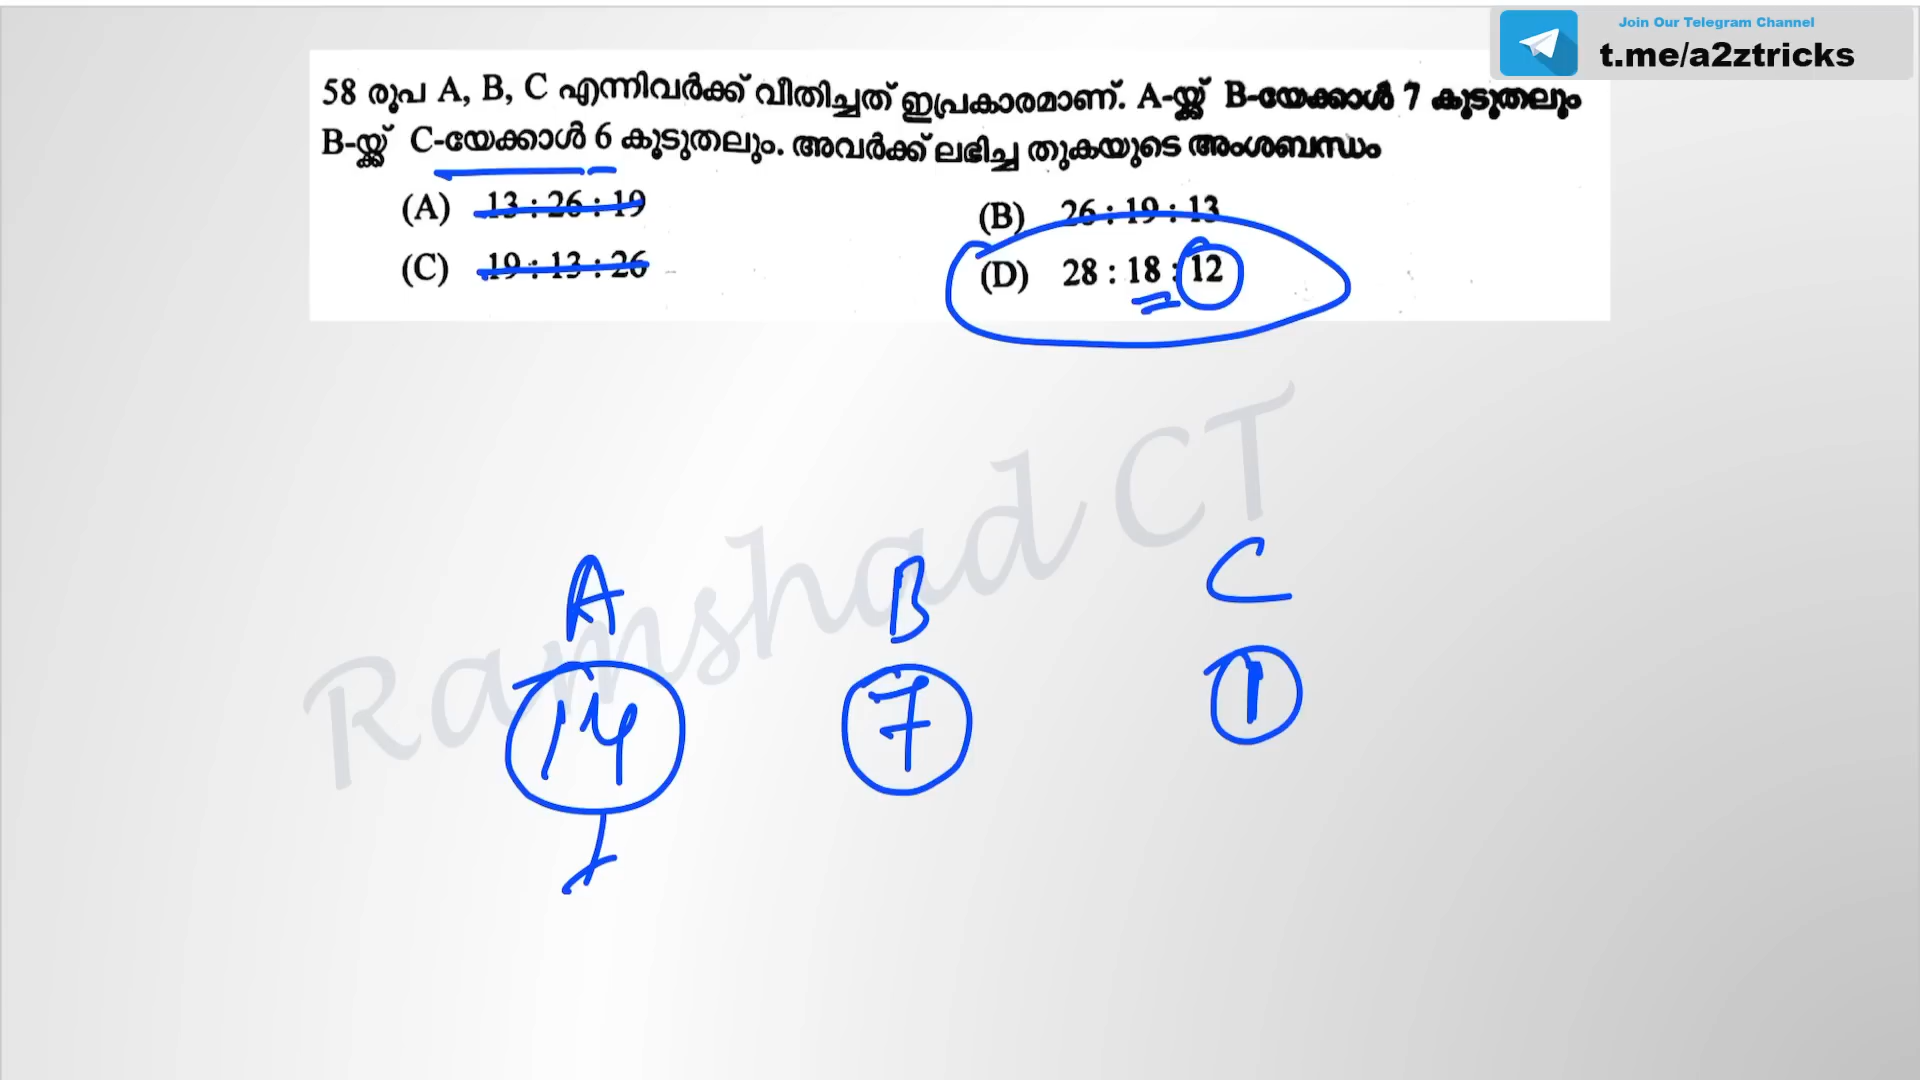 Join Our Telegram Channel
t.me/a2ztricks
58 രൂപ A, B, C എന്നിവർക്ക് വീതിച്ചത് ഇപ്രകാരമാണ്. A-യ്ക്ക് B-യേക്കാൾ 7 കൂടുതലും
B-യ്ക്ക് C-യേക്കാൾ 6 കൂടുതലും. അവർക്ക് ലഭിച്ച തുകയുടെ അംശബന്ധം
(A) 13 : 26 : 19 (B) 26 : 19 : 13
(C) 19 : 13 : 26 (D) 28 : 18 : 12
Ramshad CT
A B C
14 7 1